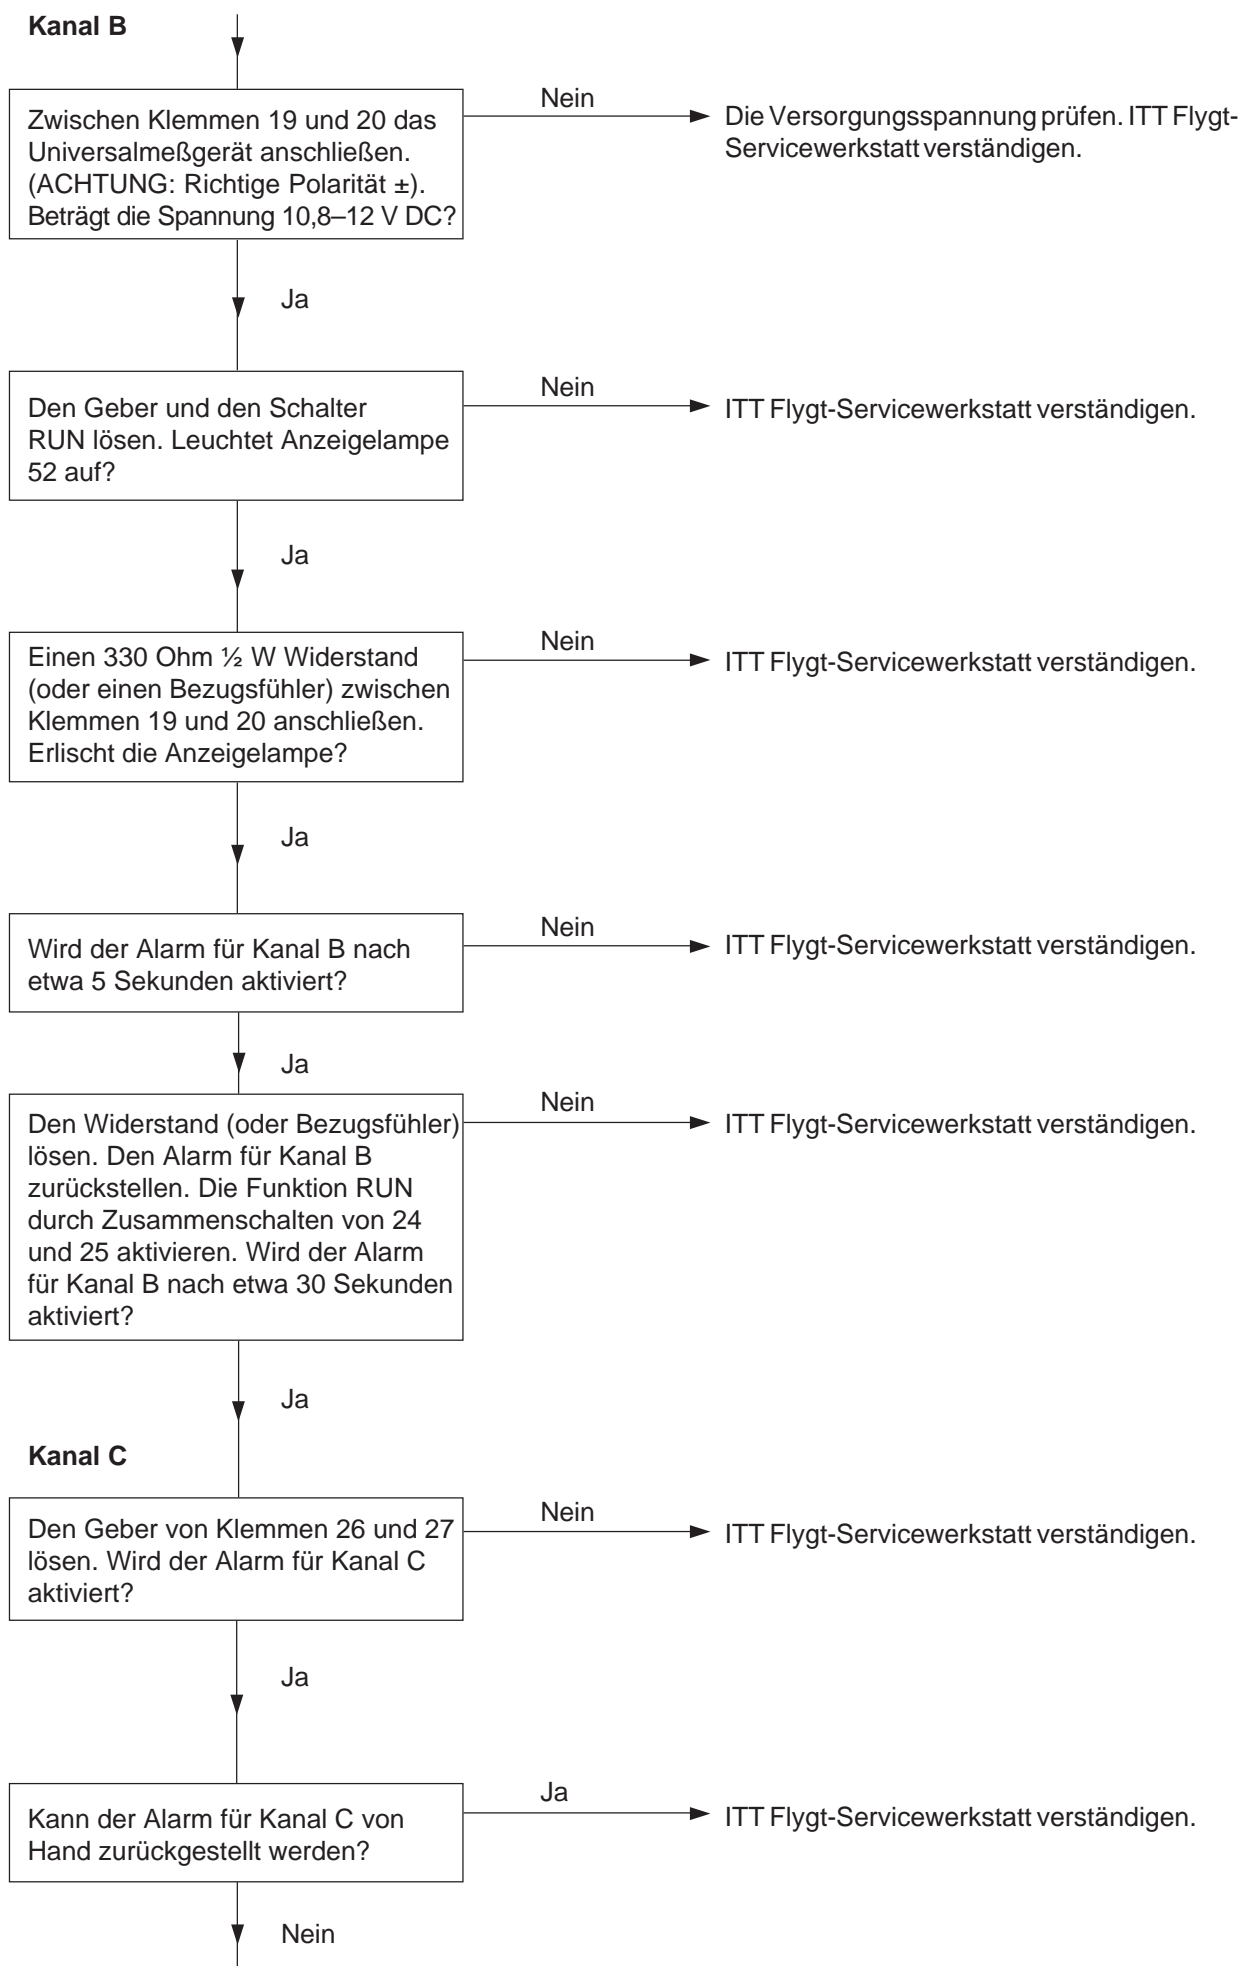 Kanal B
Zwischen Klemmen 19 und 20 das
Universalmeßgerät anschließen.
(ACHTUNG: Richtige Polarität ±).
Beträgt die Spannung 10,8–12 V DC?
Nein
Die Versorgungsspannung prüfen. ITT Flygt-
Servicewerkstatt verständigen.
Ja
Den Geber und den Schalter
RUN lösen. Leuchtet Anzeigelampe
52 auf?
Nein
ITT Flygt-Servicewerkstatt verständigen.
Ja
Einen 330 Ohm ½ W Widerstand
(oder einen Bezugsfühler) zwischen
Klemmen 19 und 20 anschließen.
Erlischt die Anzeigelampe?
Nein
ITT Flygt-Servicewerkstatt verständigen.
Ja
Wird der Alarm für Kanal B nach
etwa 5 Sekunden aktiviert?
Nein
ITT Flygt-Servicewerkstatt verständigen.
Ja
Den Widerstand (oder Bezugsfühler)
lösen. Den Alarm für Kanal B
zurückstellen. Die Funktion RUN
durch Zusammenschalten von 24
und 25 aktivieren. Wird der Alarm
für Kanal B nach etwa 30 Sekunden
aktiviert?
Nein
ITT Flygt-Servicewerkstatt verständigen.
Ja
Kanal C
Den Geber von Klemmen 26 und 27
lösen. Wird der Alarm für Kanal C
aktiviert?
Nein
ITT Flygt-Servicewerkstatt verständigen.
Ja
Kann der Alarm für Kanal C von
Hand zurückgestellt werden?
Ja
ITT Flygt-Servicewerkstatt verständigen.
Nein